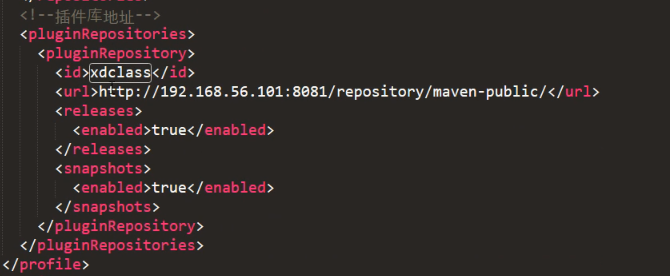 </repositories>
<!--插件库地址-->
<pluginRepositories>
<pluginRepository>
<id>xdclass</id>
<url>http://192.168.56.101:8081/repository/maven-public/</url>
<releases>
<enabled>true</enabled>
</releases>
<snapshots>
<enabled>true</enabled>
</snapshots>
</pluginRepository>
</pluginRepositories>
</profile>